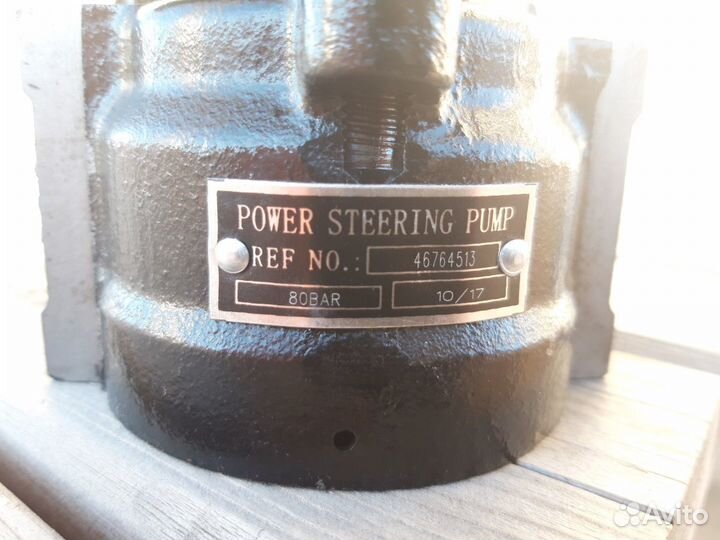 POWER STEERING PUMP
REF NO.: 46764513
80BAR 10/17
Avito